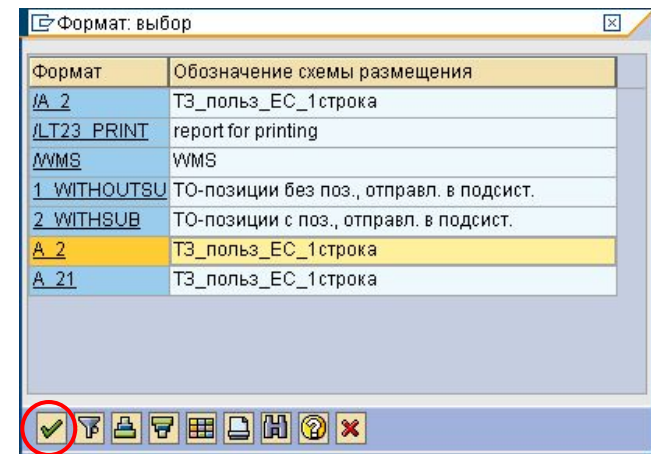 Формат: выбор
Формат Обозначение схемы размещения
/A_2 ТЗ_польз_ЕС_1строка
/LT23_PRINT report for printing
/WMS WMS
1_WITHOUTSU ТО-позиции без поз., отправл. в подсист.
2_WITHSUB ТО-позиции с поз., отправл. в подсист.
A_2 ТЗ_польз_ЕС_1строка
A_21 ТЗ_польз_ЕС_1строка